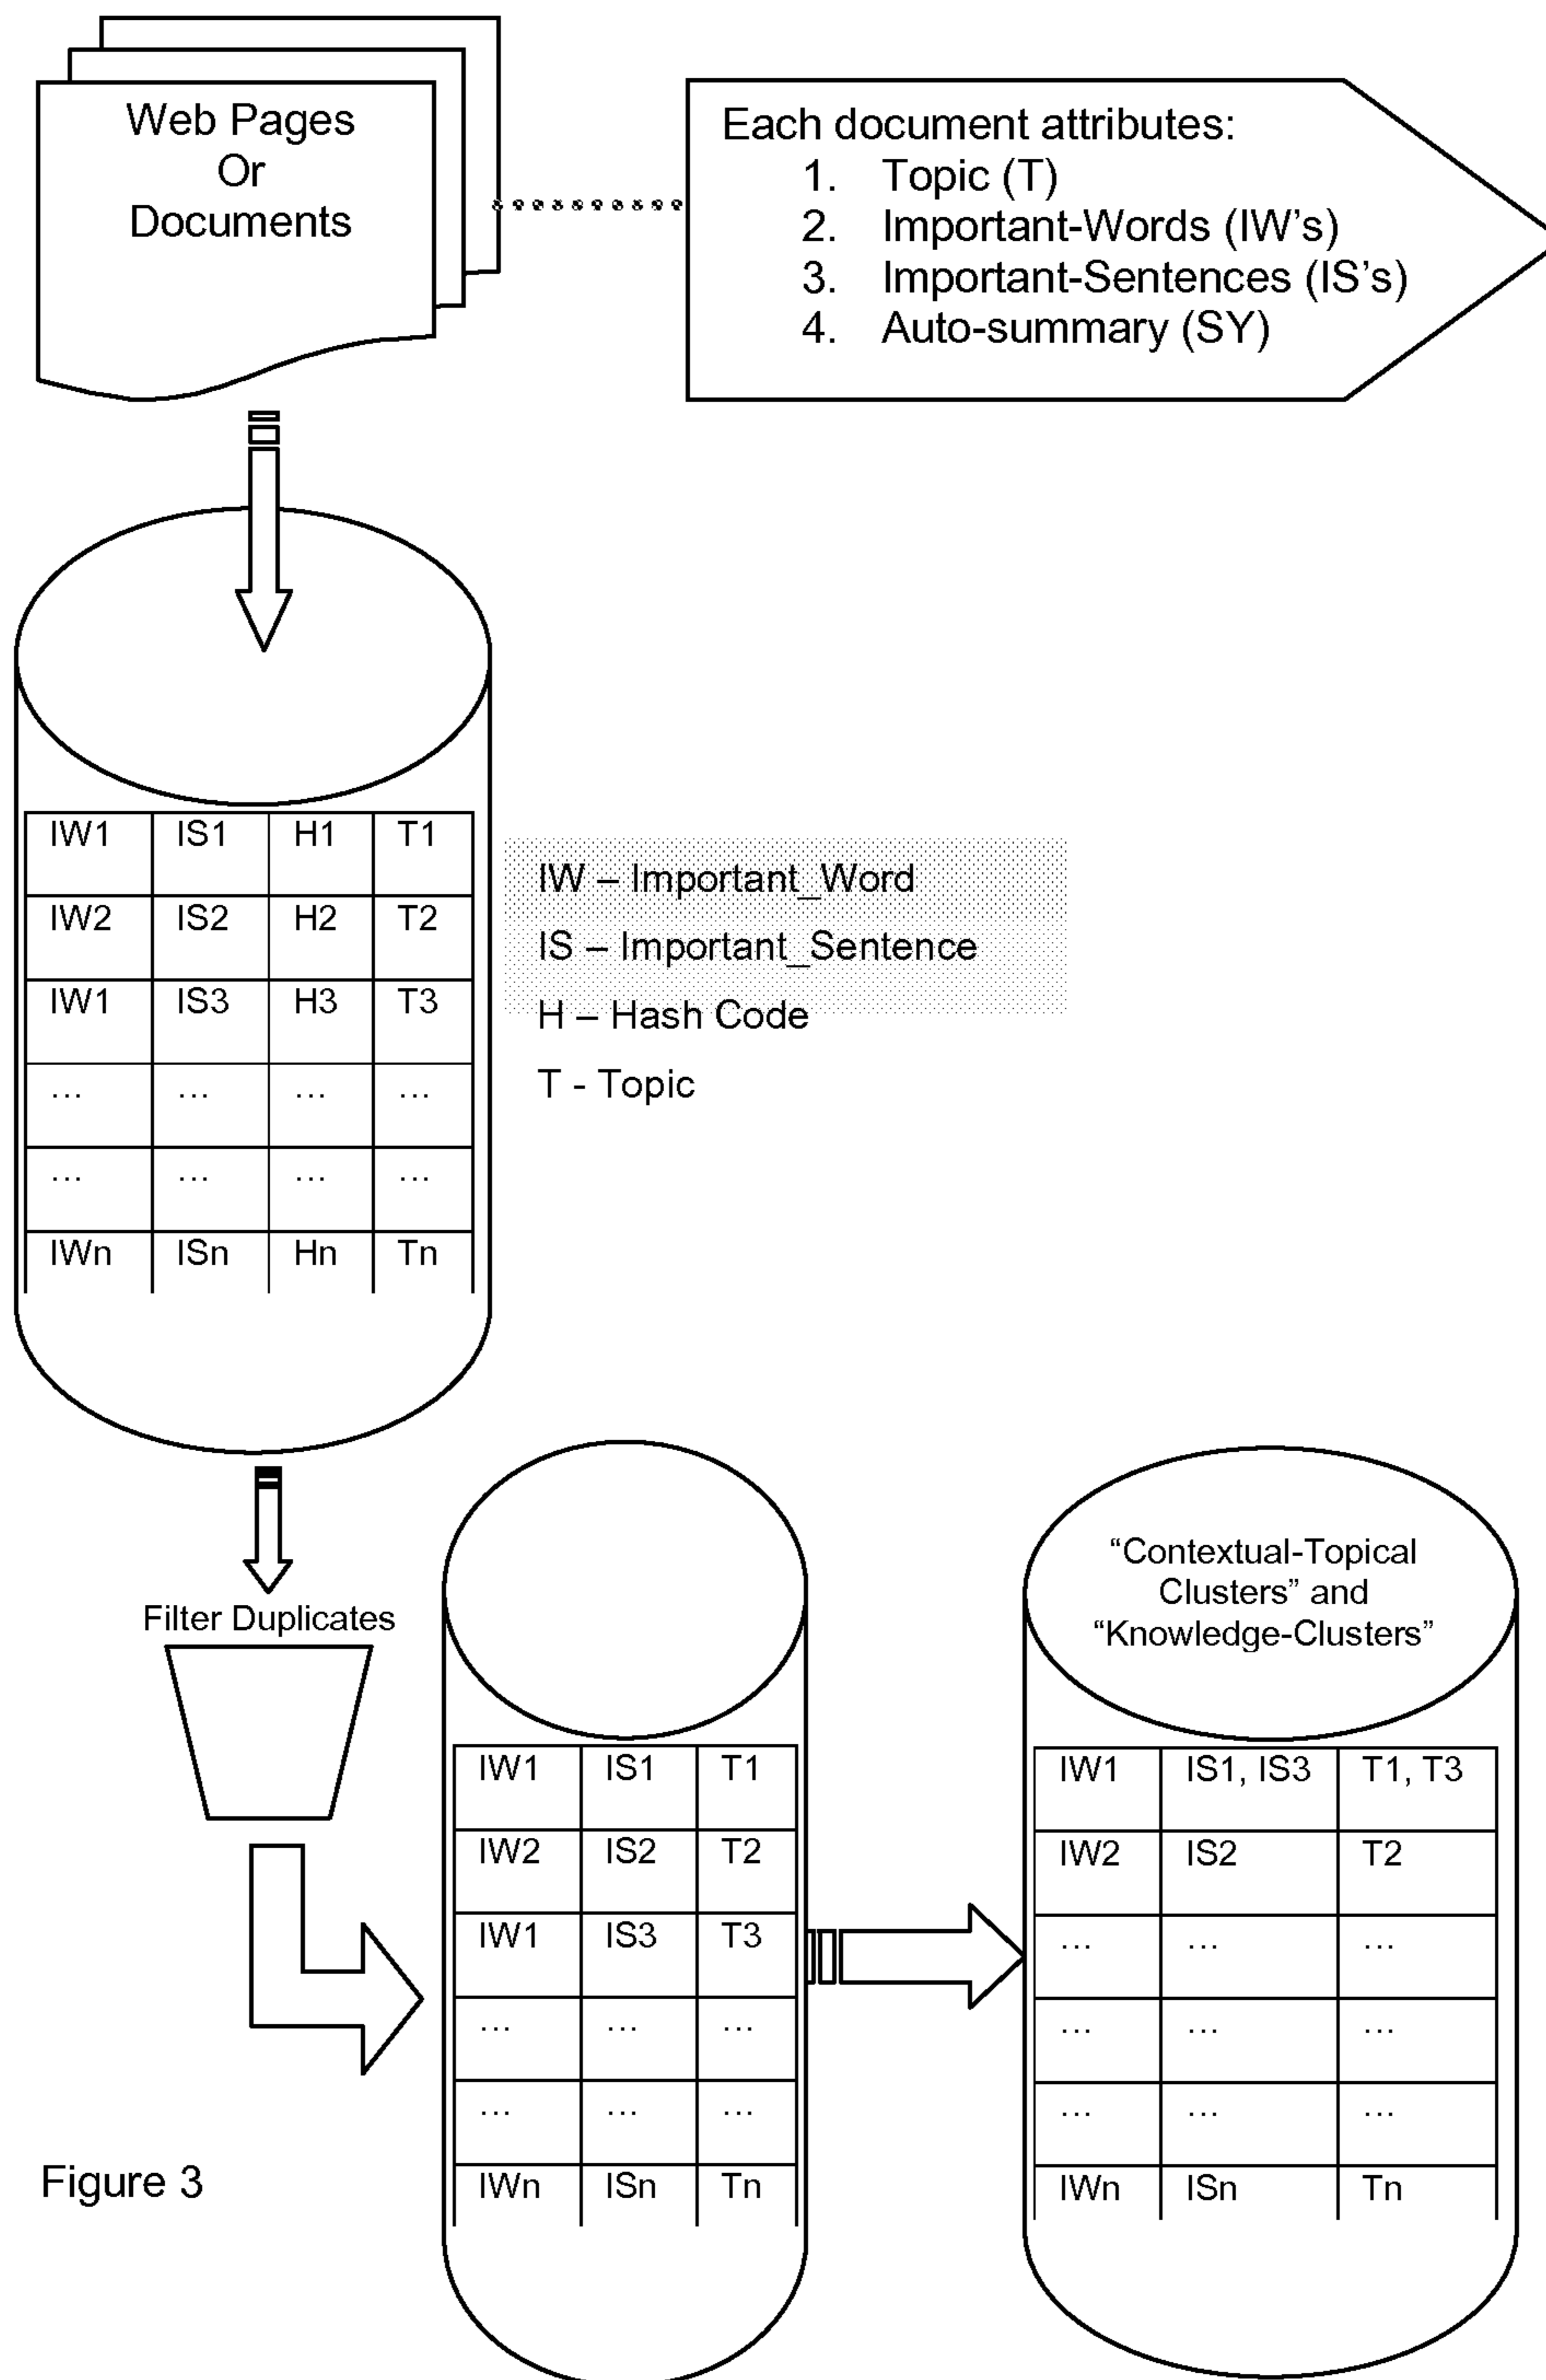 Web Pages
Or
Documents
Each document attributes:
1. Topic (T)
2. Important-Words (IW's)
3. Important-Sentences (IS's)
4. Auto-summary (SY)
IW1 IS1 H1 T1
IW2 IS2 H2 T2
IW1 IS3 H3 T3
... ... ... ...
... ... ... ...
IWn ISn Hn Tn
IW – Important_Word
IS – Important_Sentence
H – Hash Code
T - Topic
Filter Duplicates
IW1 IS1 T1
IW2 IS2 T2
IW1 IS3 T3
... ... ...
... ... ...
IWn ISn Tn
“Contextual-Topical
Clusters” and
“Knowledge-Clusters”
IW1 IS1, IS3 T1, T3
IW2 IS2 T2
... ... ...
... ... ...
... ... ...
IWn ISn Tn
Figure 3